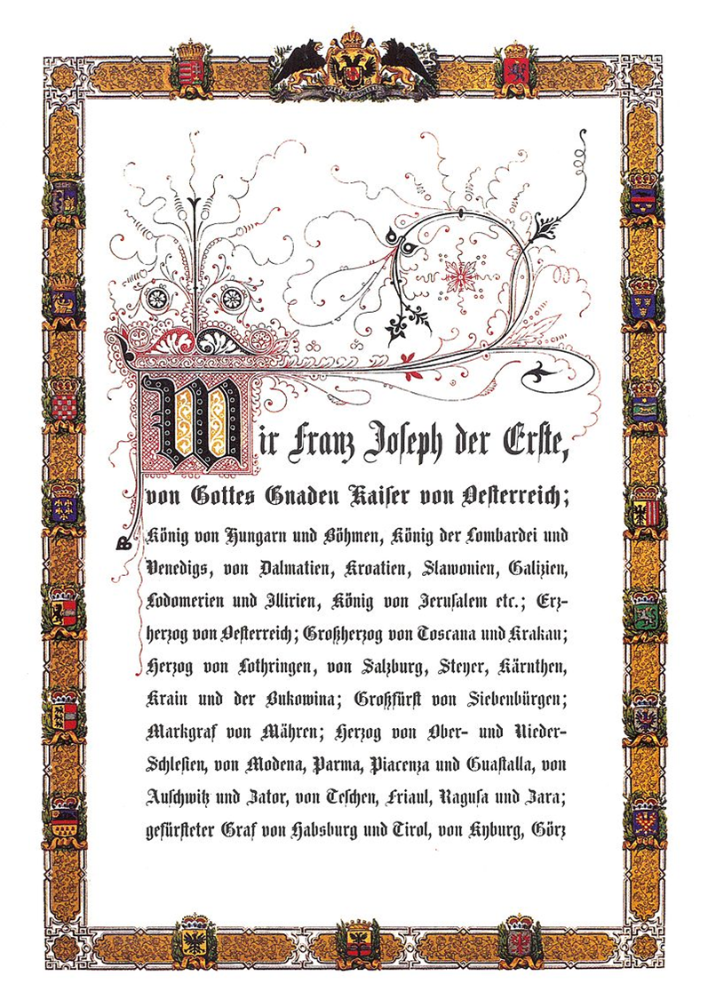 Wir Franz Joseph der Erste,
von Gottes Gnaden Kaiser von Oesterreich;
König von Hungarn und Böhmen, König der Lombardei und
Venedigs, von Dalmatien, Kroatien, Slawonien, Galizien,
Lodomerien und Illirien, König von Jerusalem etc.; Erz-
herzog von Oesterreich; Großherzog von Toscana und Krakau;
Herzog von Lothringen, von Salzburg, Steyer, Kärnthen,
Krain und der Bukowina; Großfürst von Siebenbürgen;
Markgraf von Mähren; Herzog von Ober- und Nieder-
Schlesien, von Modena, Parma, Piacenza und Guastalla, von
Auschwitz und Zator, von Teschen, Friaul, Ragusa und Zara;
gefürsteter Graf von Habsburg und Tirol, von Kyburg, Görz